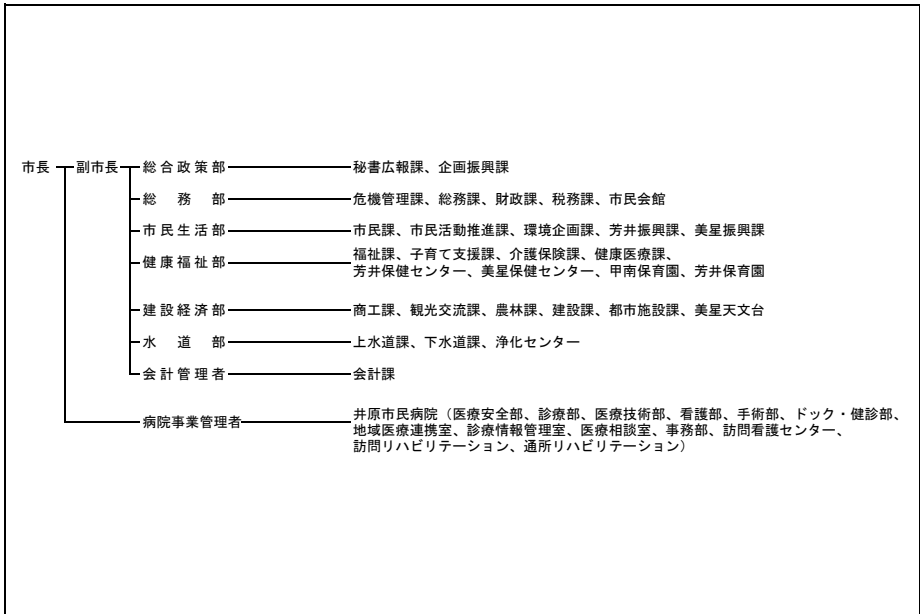 市長 副市長 総合政策部 秘書広報課、企画振興課
総務部 危機管理課、総務課、財政課、税務課、市民会館
市民生活部 市民課、市民活動推進課、環境企画課、芳井振興課、美星振興課
健康福祉部 福祉課、子育て支援課、介護保険課、健康医療課、
芳井保健センター、美星保健センター、甲南保育園、芳井保育園
建設経済部 商工課、観光交流課、農林課、建設課、都市施設課、美星天文台
水道部 上水道課、下水道課、浄化センター
会計管理者 会計課
病院事業管理者 井原市民病院（医療安全部、診療部、医療技術部、看護部、手術部、ドック・健診部、
地域医療連携室、診療情報管理室、医療相談室、事務部、訪問看護センター、
訪問リハビリテーション、通所リハビリテーション）